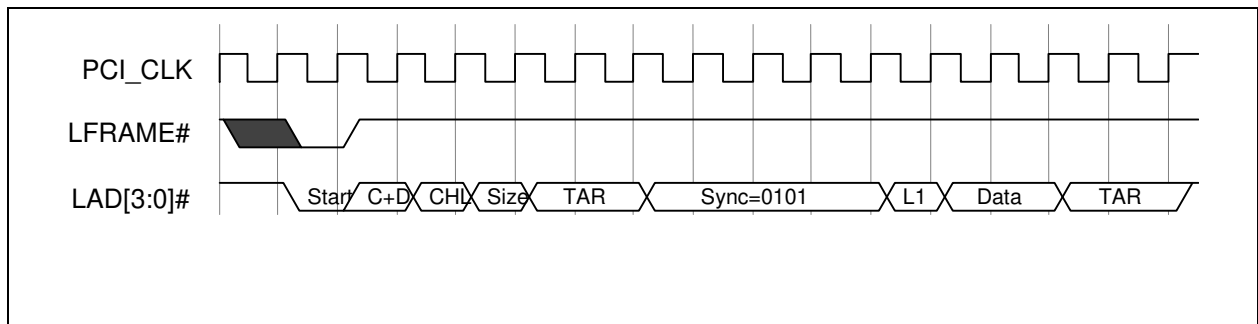 PCI_CLK
LFRAME#
LAD[3:0]# Start C+D CHL Size TAR Sync=0101 L1 Data TAR